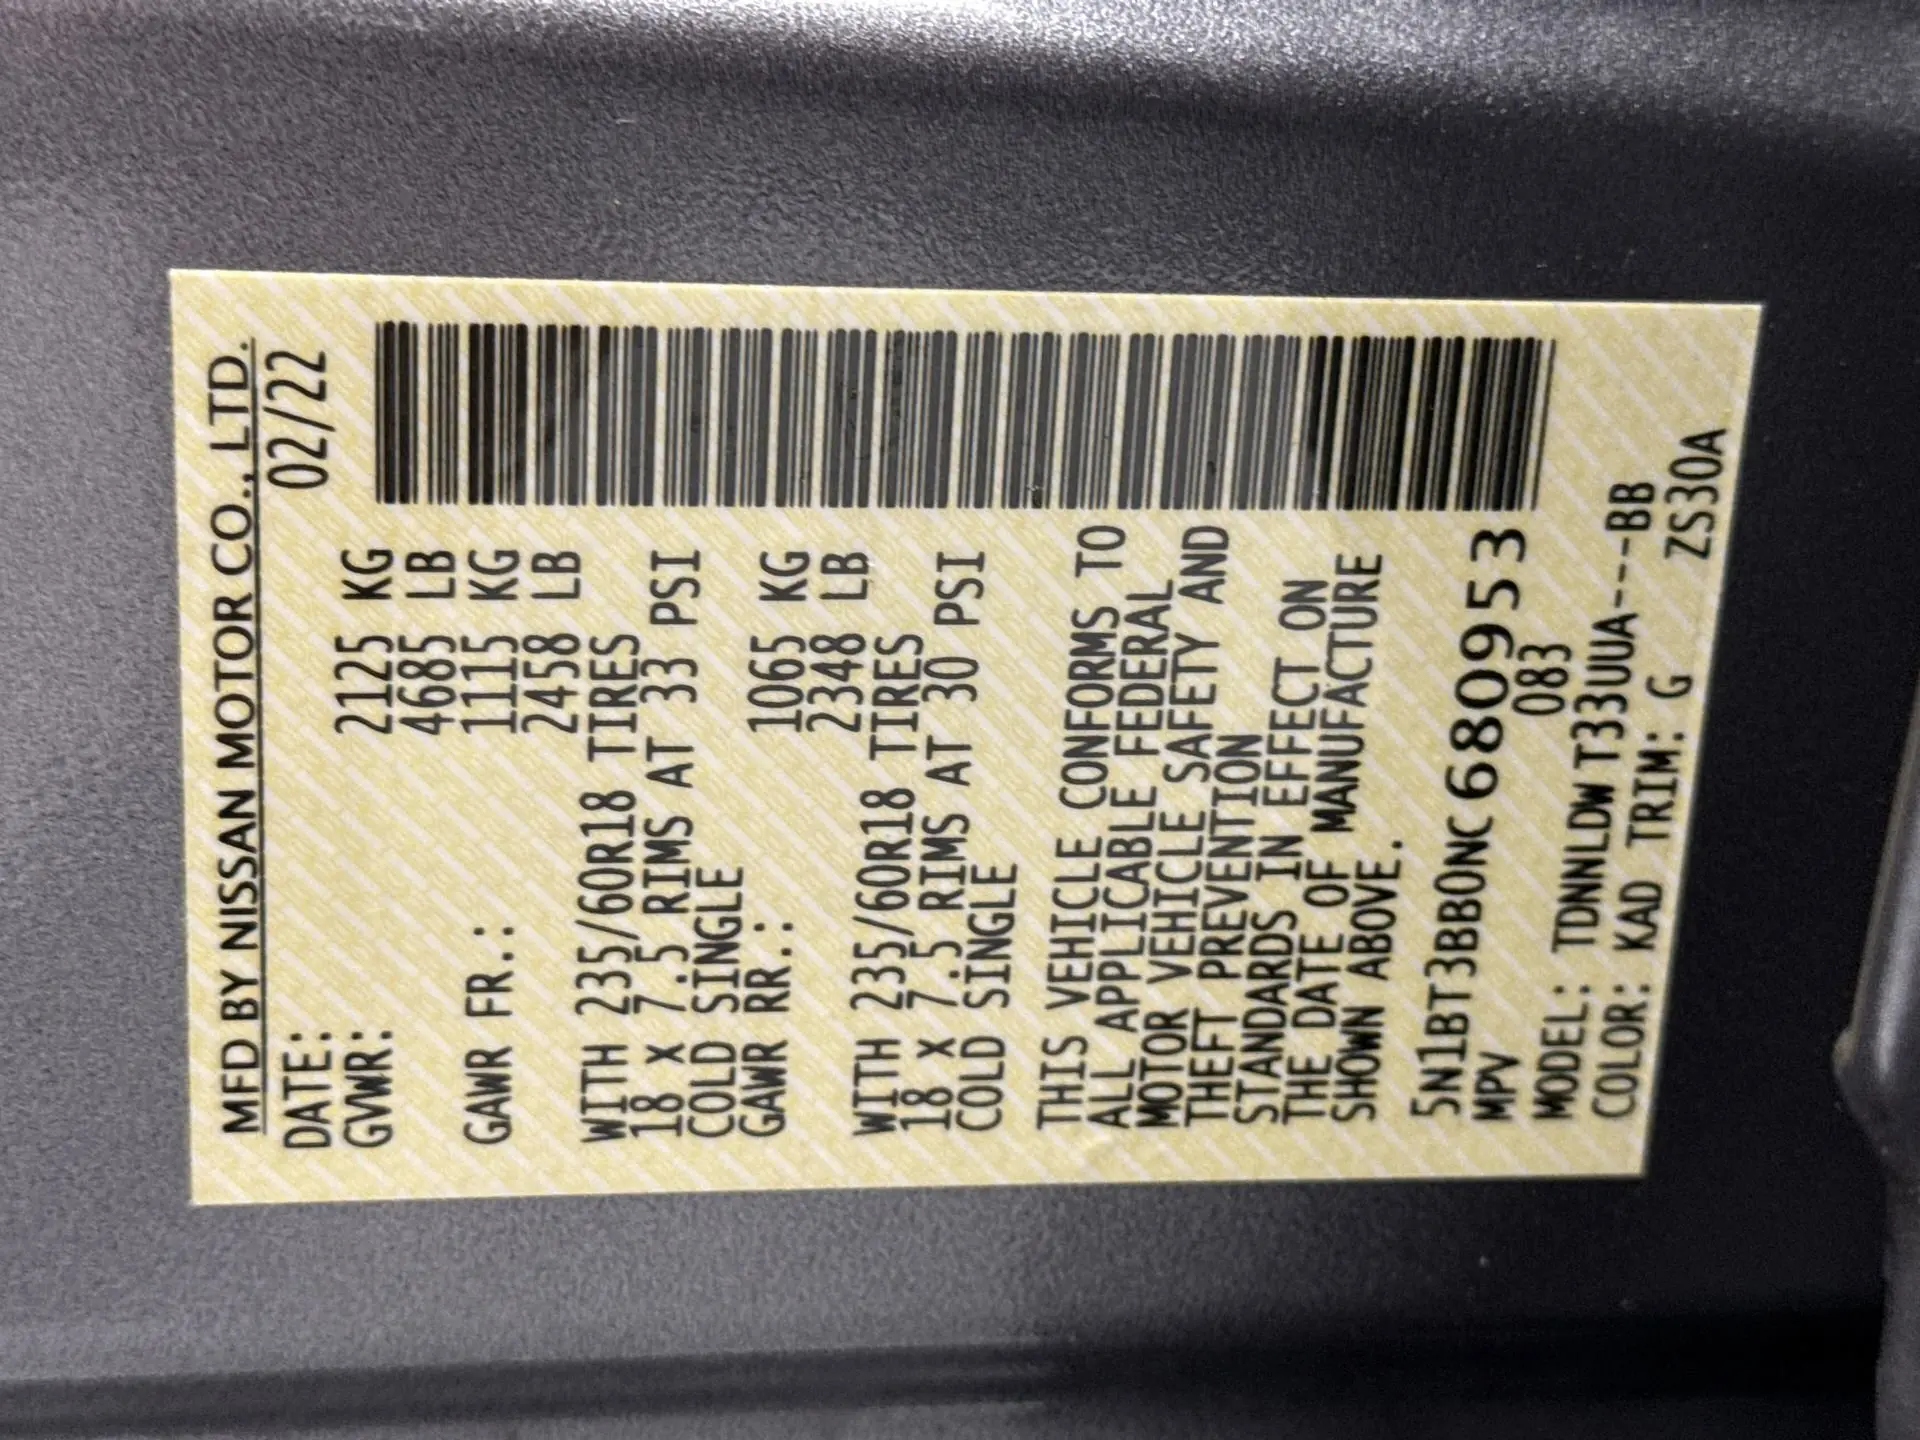 MFD BY NISSAN MOTOR CO., LTD.
DATE: 02/22
GVWR: 2125 KG
4685 LB
GAWR FR.: 1115 KG
2458 LB
WITH 235/60R18 TIRES
18 X 7.5 RIMS AT 33 PSI
COLD SINGLE
GAWR RR.: 1065 KG
2348 LB
WITH 235/60R18 TIRES
18 X 7.5 RIMS AT 30 PSI
COLD SINGLE
THIS VEHICLE CONFORMS TO
ALL APPLICABLE FEDERAL
MOTOR VEHICLE SAFETY AND
THEFT PREVENTION
STANDARDS IN EFFECT ON
THE DATE OF MANUFACTURE
SHOWN ABOVE.
5N1BT3BB0NC680953
MPV 083
MODEL: TDNNLDW T33UUA---BB
COLOR: KAD TRIM: G ZS30A